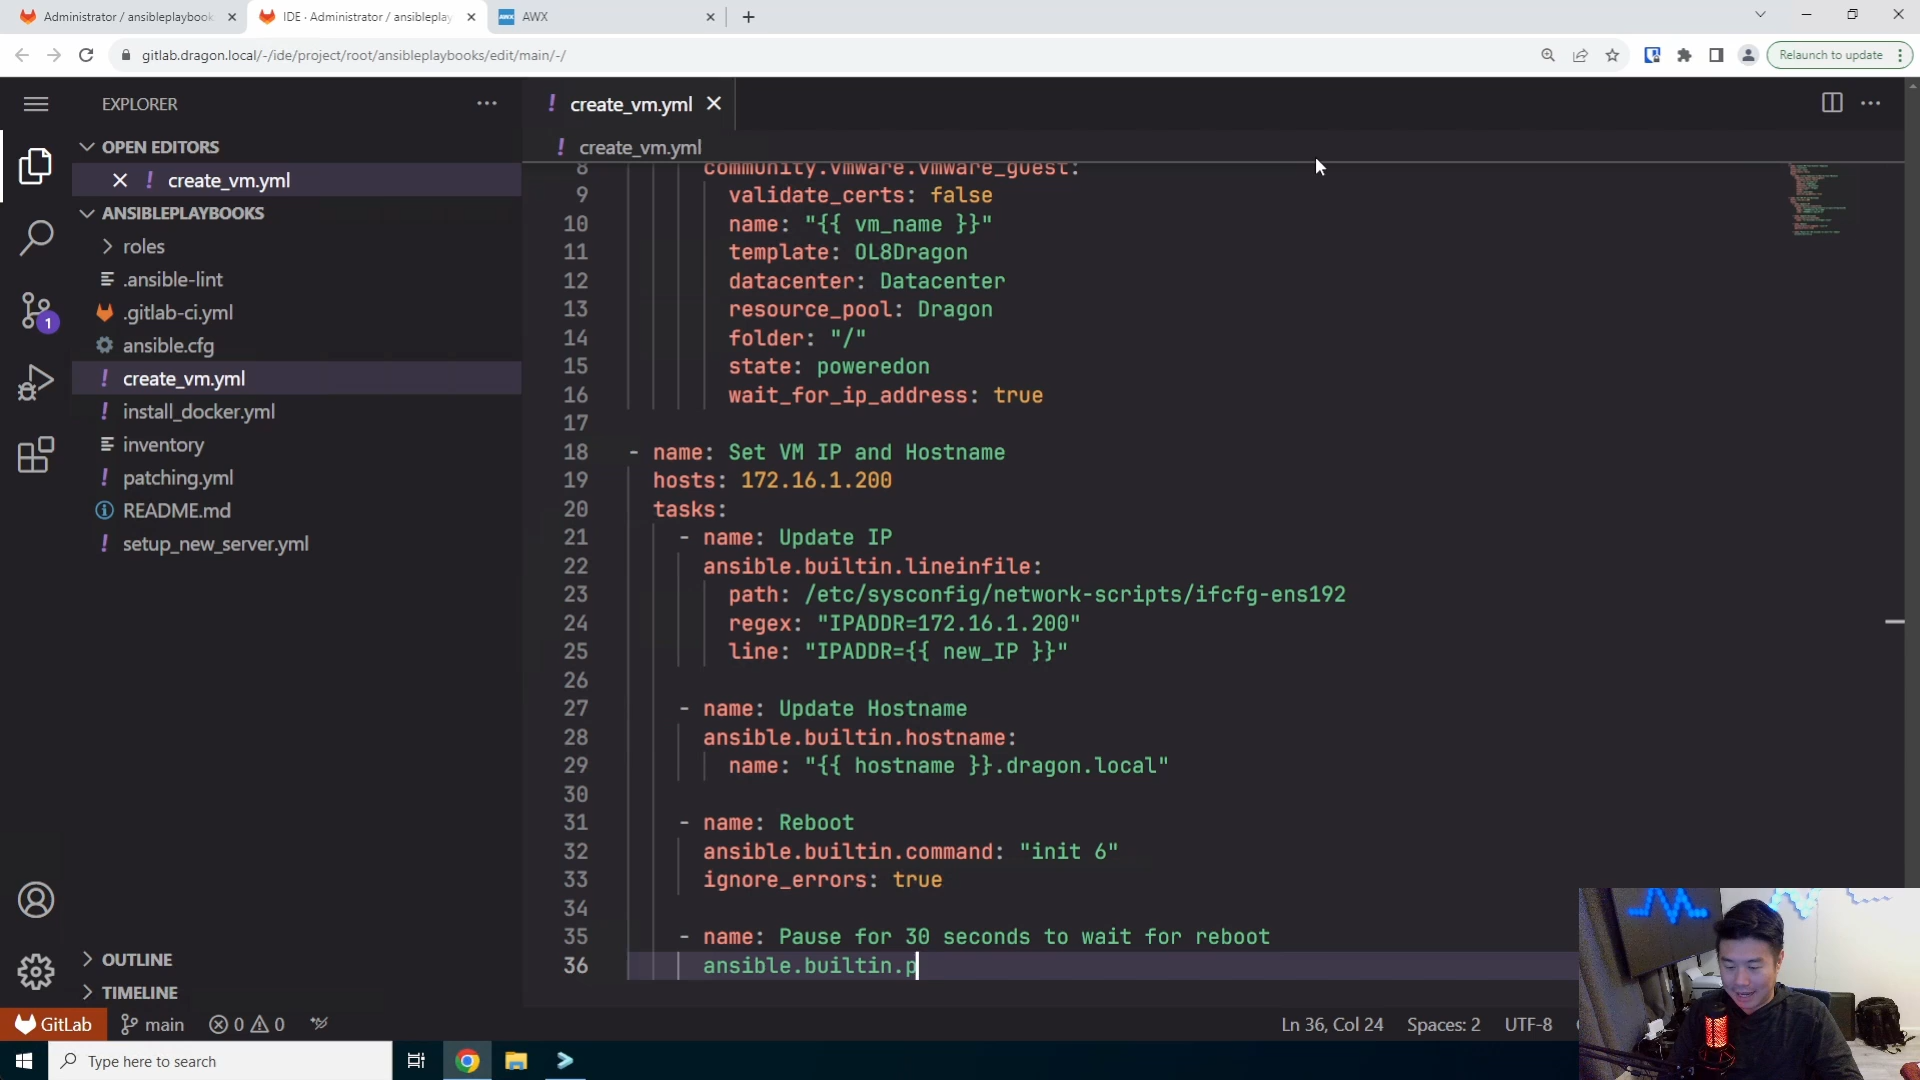 Administrator / ansibleplaybook
IDE · Administrator / ansibleplay
AWX
gitlab.dragon.local/-/ide/project/root/ansibleplaybooks/edit/main/-/
Relaunch to update
EXPLORER
OPEN EDITORS
create_vm.yml
ANSIBLEPLAYBOOKS
roles
.ansible-lint
.gitlab-ci.yml
ansible.cfg
create_vm.yml
install_docker.yml
inventory
patching.yml
README.md
setup_new_server.yml
OUTLINE
TIMELINE
1
create_vm.yml
create_vm.yml
8 community.vmware.vmware_guest:
9 validate_certs: false
10 name: "{{ vm_name }}"
11 template: OL8Dragon
12 datacenter: Datacenter
13 resource_pool: Dragon
14 folder: "/"
15 state: poweredon
16 wait_for_ip_address: true
17
18 - name: Set VM IP and Hostname
19 hosts: 172.16.1.200
20 tasks:
21 - name: Update IP
22 ansible.builtin.lineinfile:
23 path: /etc/sysconfig/network-scripts/ifcfg-ens192
24 regex: "IPADDR=172.16.1.200"
25 line: "IPADDR={{ new_IP }}"
26
27 - name: Update Hostname
28 ansible.builtin.hostname:
29 name: "{{ hostname }}.dragon.local"
30
31 - name: Reboot
32 ansible.builtin.command: "init 6"
33 ignore_errors: true
34
35 - name: Pause for 30 seconds to wait for reboot
36 ansible.builtin.p
GitLab main 0 0
Ln 36, Col 24 Spaces: 2 UTF-8
Type here to search